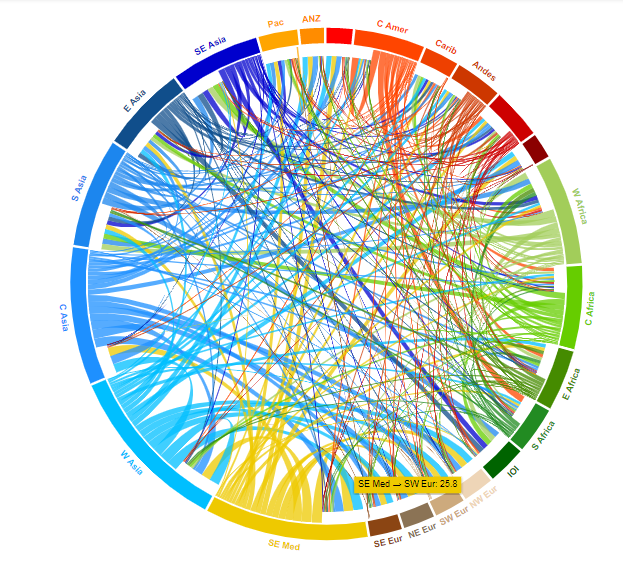 Pac
ANZ
C Amer
Carib
Andes
SE Asia
E Asia
S Asia
C Asia
W Asia
SE Med
SE Med → SW Eur: 25.8
SE Eur
NE Eur
SW Eur
NW Eur
IOI
S Africa
E Africa
C Africa
W Africa